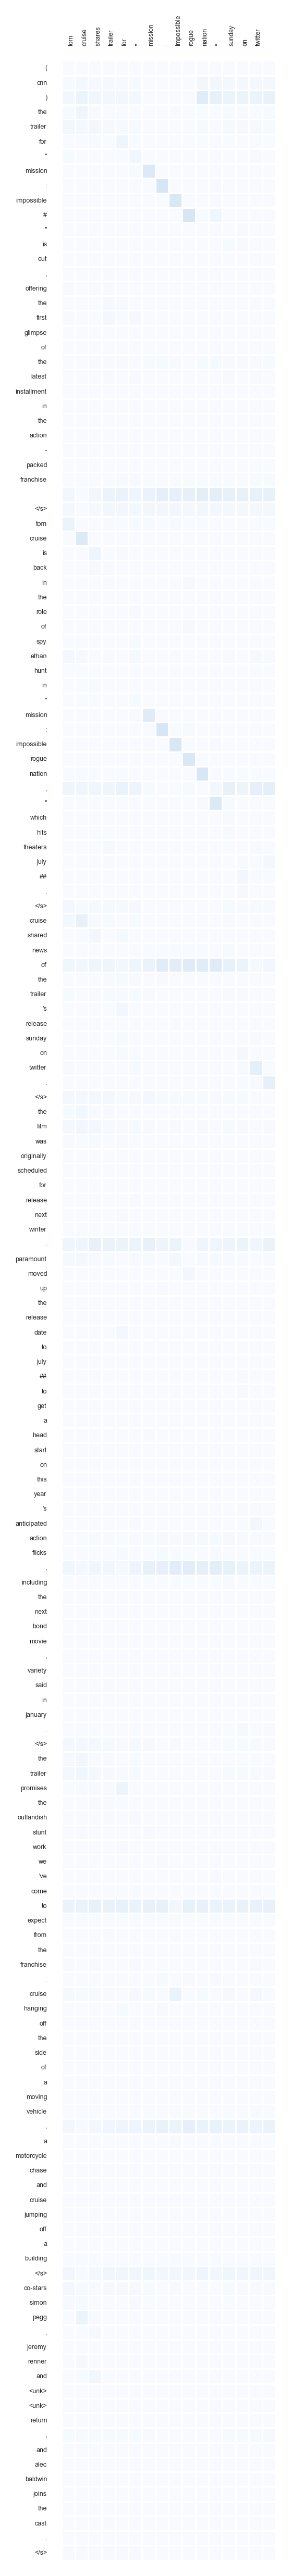 tom
cruise
shares
trailer
for
"
mission
:
impossible
rogue
nation
"
sunday
on
twitter
.
(
cnn
)
the
trailer
for
"
mission
:
impossible
#
"
is
out
,
offering
the
first
glimpse
of
the
latest
installment
in
the
action
-
packed
franchise
.
</s>
tom
cruise
is
back
in
the
role
of
spy
ethan
hunt
in
"
mission
:
impossible
rogue
nation
,
"
which
hits
theaters
july
##
.
</s>
cruise
shared
news
of
the
trailer
's
release
sunday
on
twitter
.
</s>
the
film
was
originally
scheduled
for
release
next
winter
.
paramount
moved
up
the
release
date
to
july
##
to
get
a
head
start
on
this
year
's
anticipated
action
flicks
,
including
the
next
bond
movie
,
variety
said
in
january
.
</s>
the
trailer
promises
the
outlandish
stunt
work
we
've
come
to
expect
from
the
franchise
:
cruise
hanging
off
the
side
of
a
moving
vehicle
,
a
motorcycle
chase
and
cruise
jumping
off
a
building
</s>
co-stars
simon
pegg
,
jeremy
renner
and
<unk>
<unk>
return
,
and
alec
baldwin
joins
the
cast
.
</s>